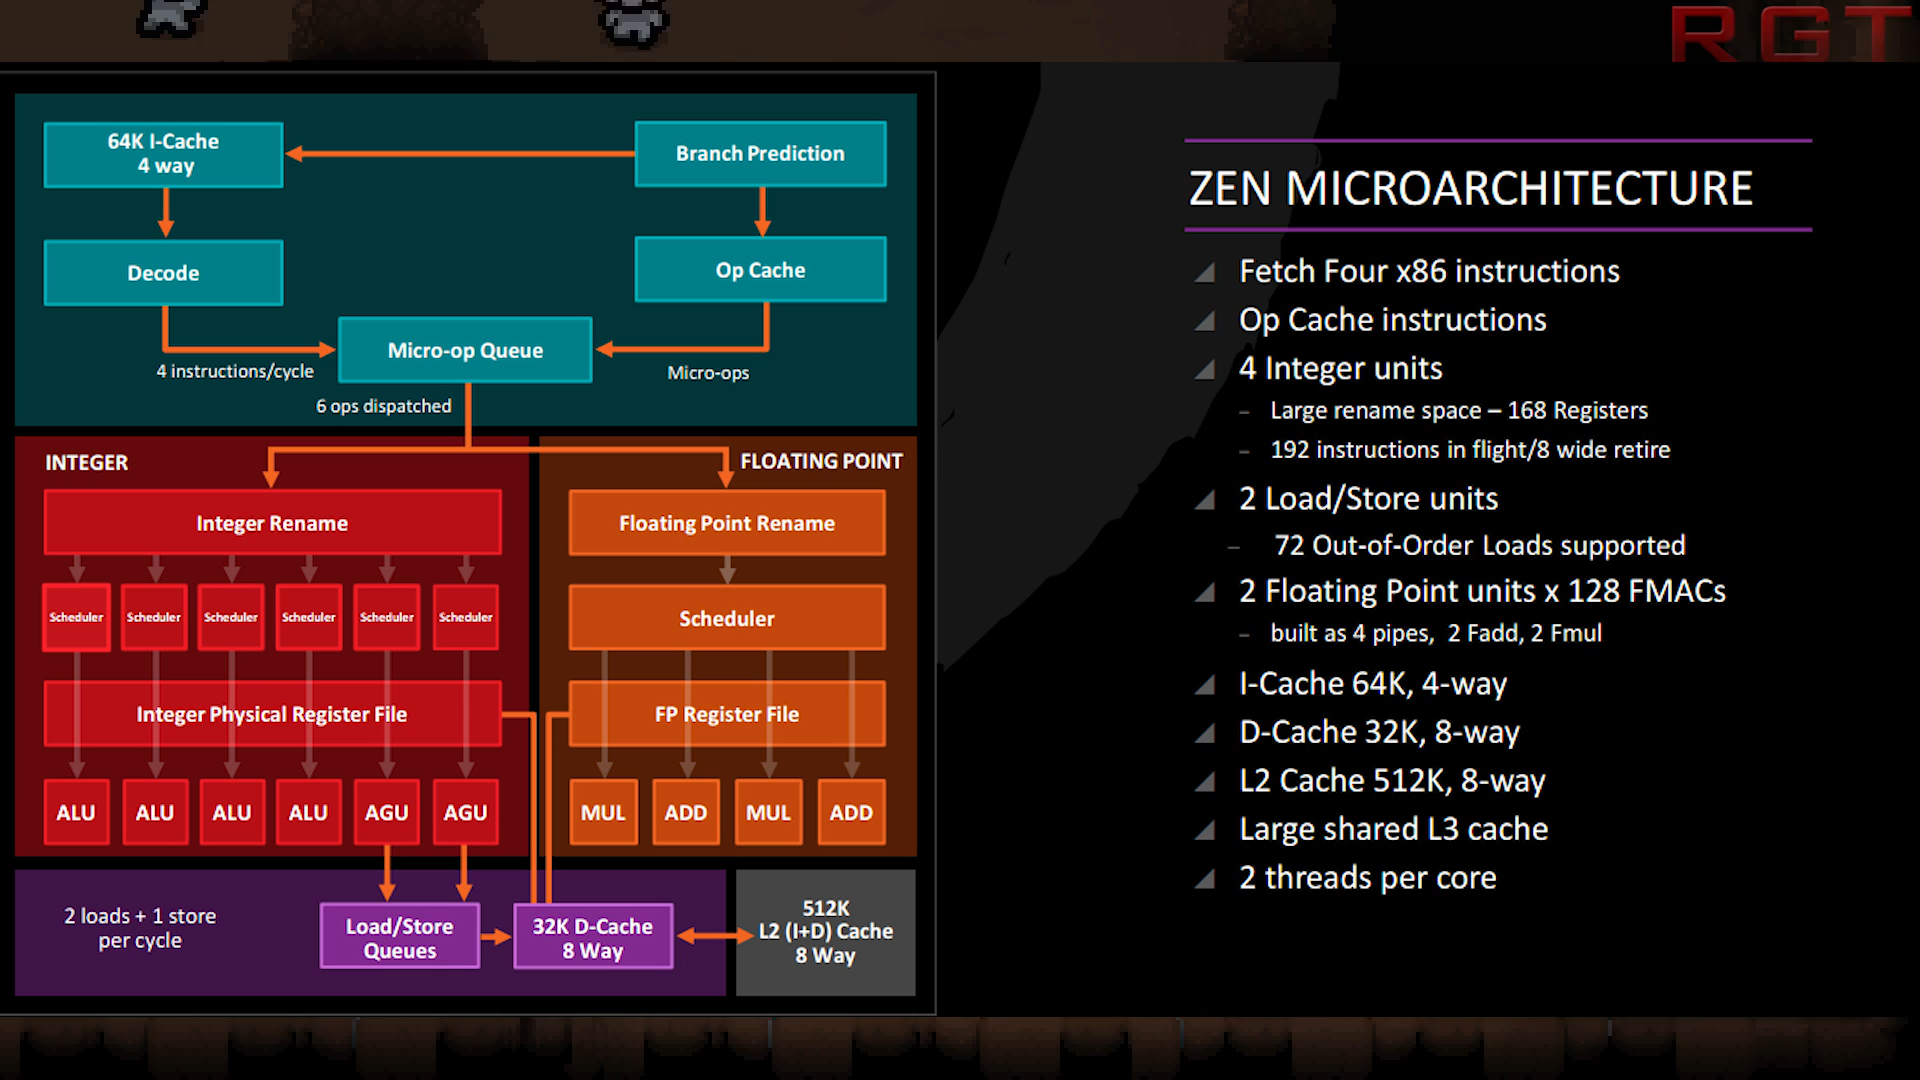 RGT
64K I-Cache
4 way
Branch Prediction
Decode
Op Cache
Micro-op Queue
4 instructions/cycle
Micro-ops
6 ops dispatched
INTEGER
FLOATING POINT
Integer Rename
Floating Point Rename
Scheduler
Scheduler
Scheduler
Scheduler
Scheduler
Scheduler
Scheduler
Integer Physical Register File
FP Register File
ALU
ALU
ALU
ALU
AGU
AGU
MUL
ADD
MUL
ADD
2 loads + 1 store
per cycle
Load/Store
Queues
32K D-Cache
8 Way
512K
L2 (I+D) Cache
8 Way
ZEN MICROARCHITECTURE
Fetch Four x86 instructions
Op Cache instructions
4 Integer units
– Large rename space – 168 Registers
– 192 instructions in flight/8 wide retire
2 Load/Store units
– 72 Out-of-Order Loads supported
2 Floating Point units x 128 FMACs
– built as 4 pipes, 2 Fadd, 2 Fmul
I-Cache 64K, 4-way
D-Cache 32K, 8-way
L2 Cache 512K, 8-way
Large shared L3 cache
2 threads per core